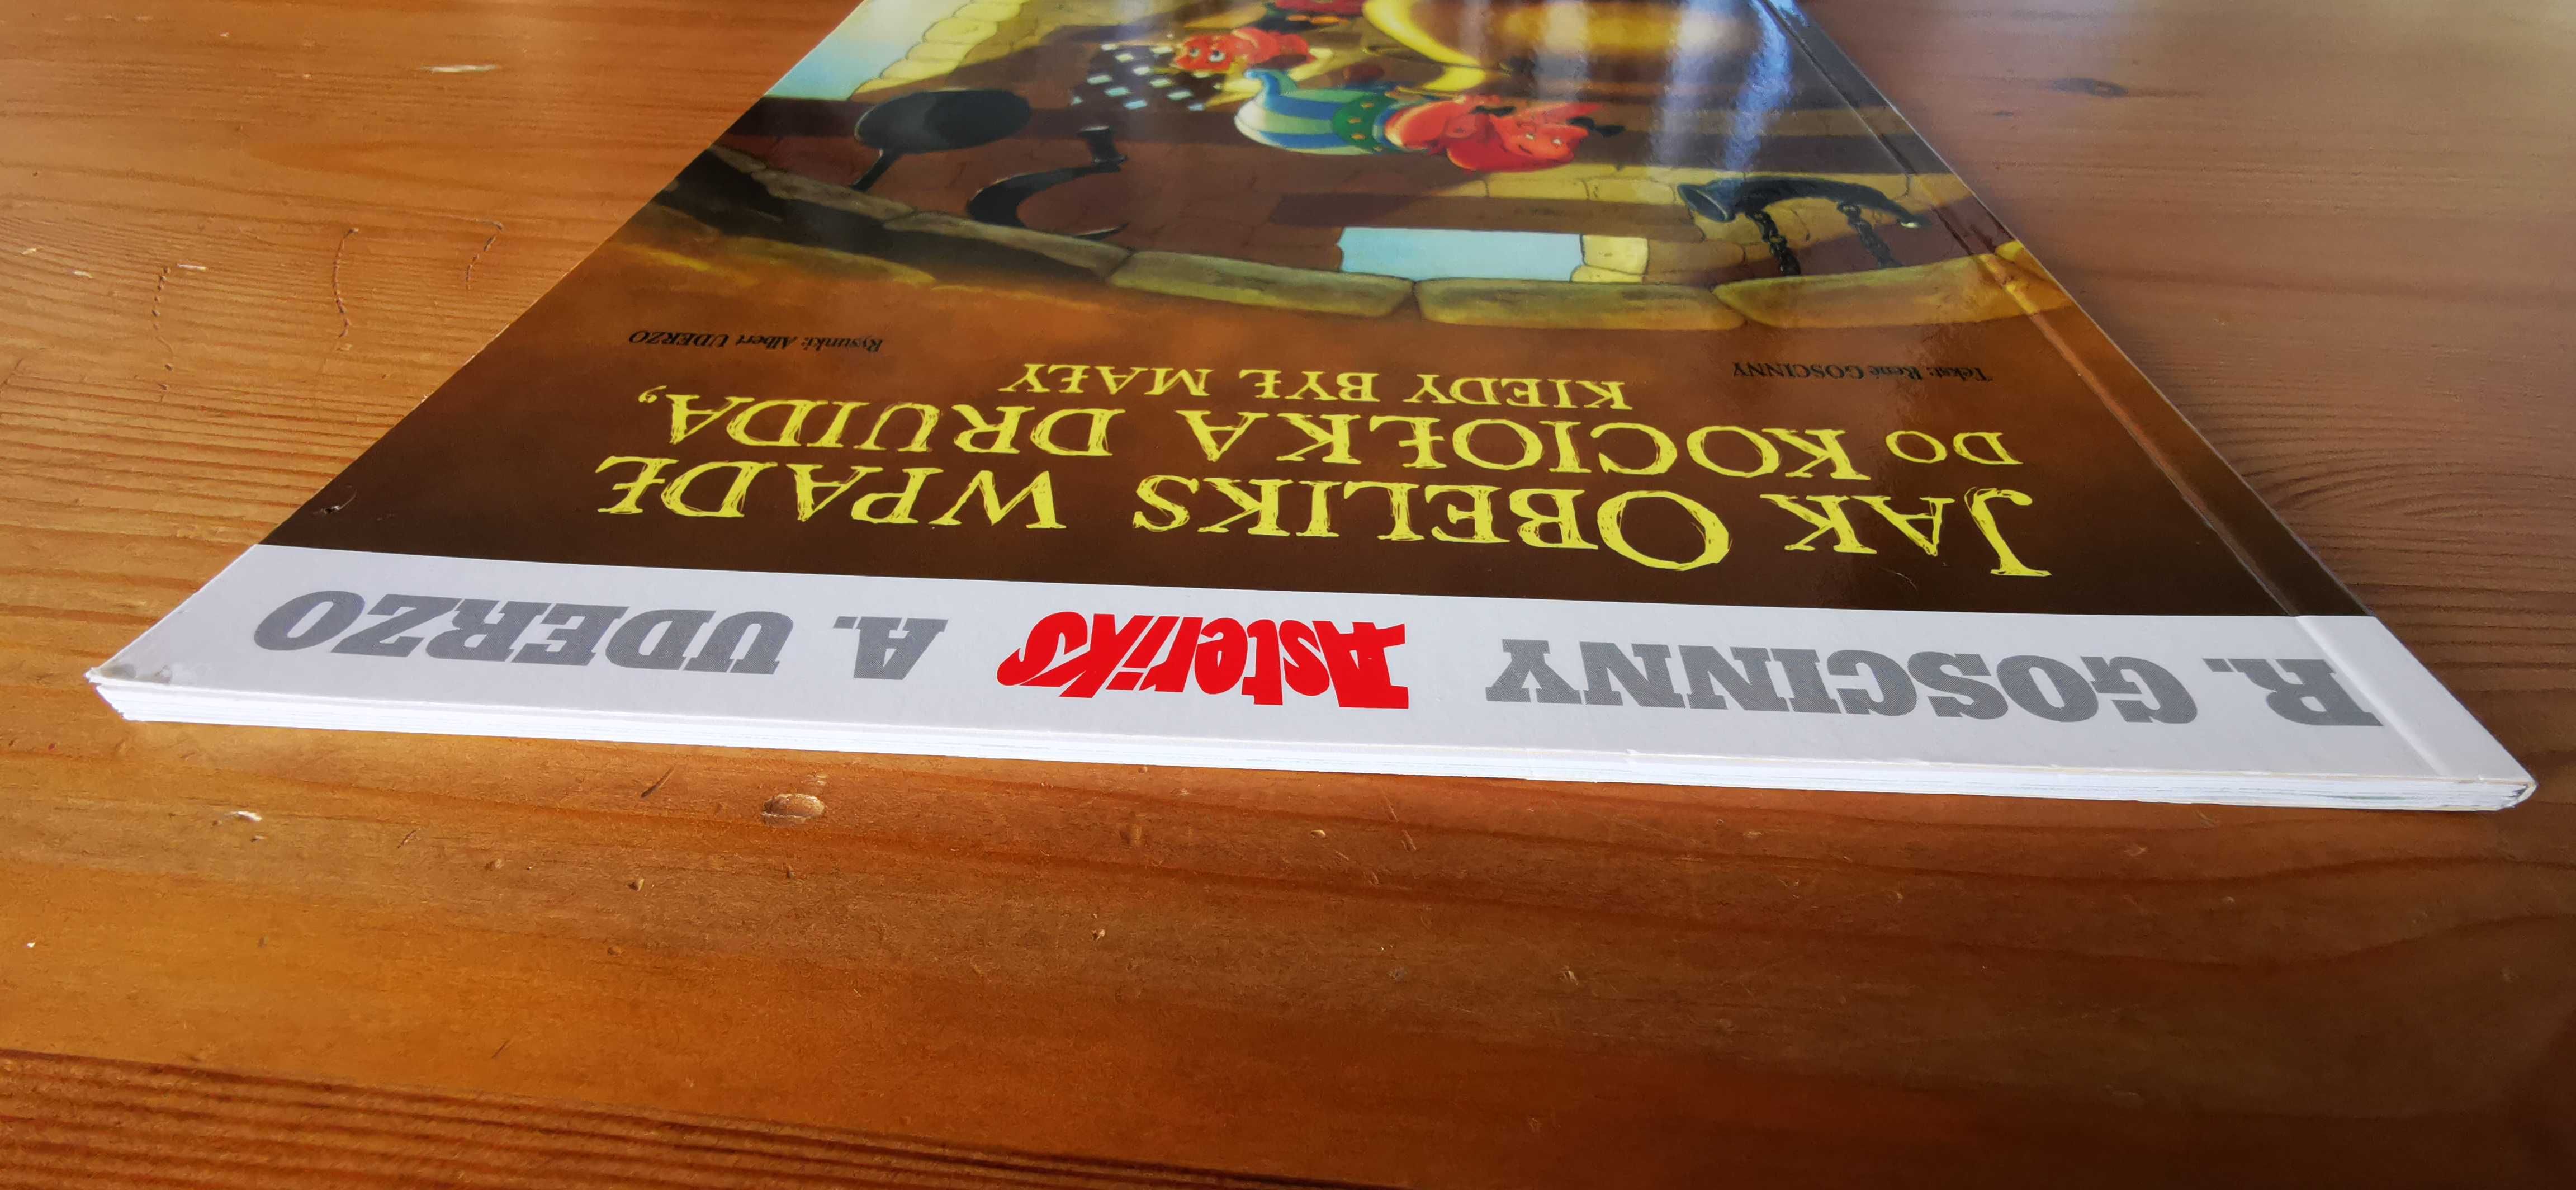 R. GOSCINNY Asteriks A. UDERZO
JAK OBELIKS WPADŁ
DO KOCIOŁKA DRUIDA,
KIEDY BYŁ MAŁY
Tekst: René GOSCINNY
Rysunki: Albert UDERZO